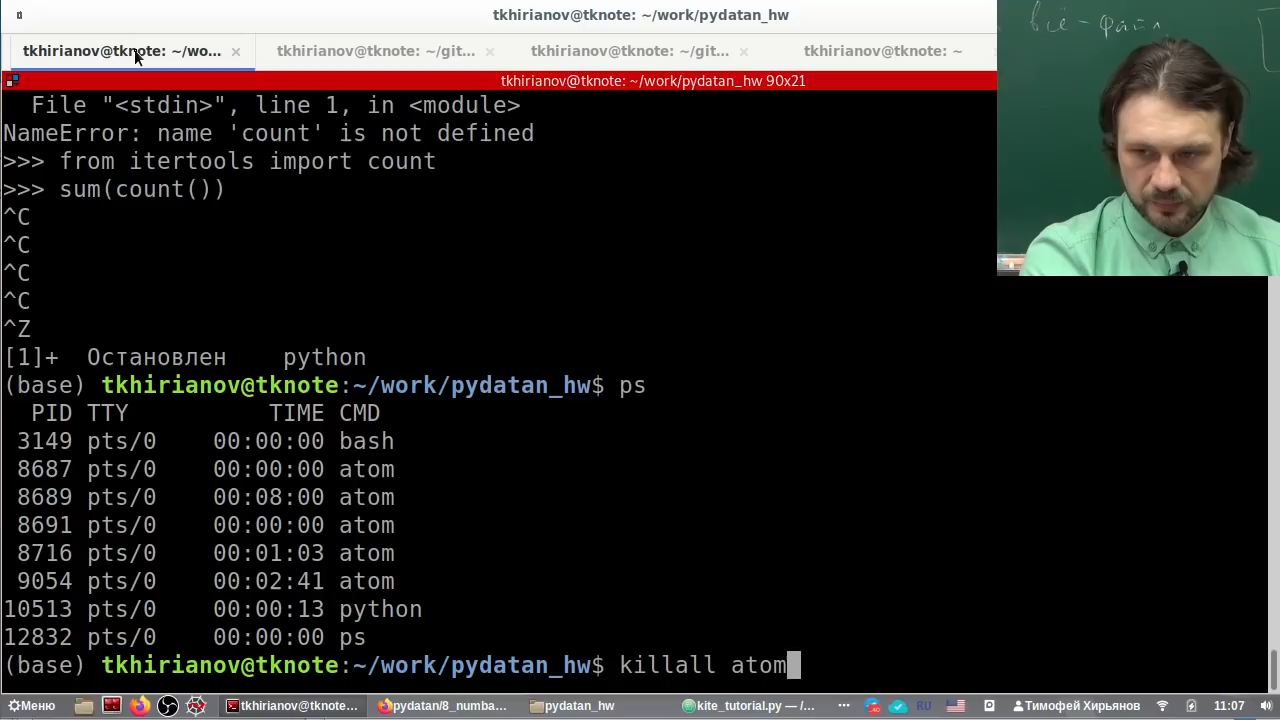 tkhirianov@tknote: ~/work/pydatan_hw
всё - файл
tkhirianov@tknote: ~/wo... × tkhirianov@tknote: ~/git... × tkhirianov@tknote: ~/git... × tkhirianov@tknote: ~
tkhirianov@tknote: ~/work/pydatan_hw 90x21
File "<stdin>", line 1, in <module>
NameError: name 'count' is not defined
>>> from itertools import count
>>> sum(count())
^C
^C
^C
^C
^Z
[1]+  Остановлен    python
(base) tkhirianov@tknote:~/work/pydatan_hw$ ps
  PID TTY          TIME CMD
 3149 pts/0    00:00:00 bash
 8687 pts/0    00:00:00 atom
 8689 pts/0    00:08:00 atom
 8691 pts/0    00:00:00 atom
 8716 pts/0    00:01:03 atom
 9054 pts/0    00:02:41 atom
10513 pts/0    00:00:13 python
12832 pts/0    00:00:00 ps
(base) tkhirianov@tknote:~/work/pydatan_hw$ killall atom
Меню tkhirianov@tknote:... pydatan/8_numba... pydatan_hw kite_tutorial.py — /... ... RU Тимофей Хирьянов 11:07